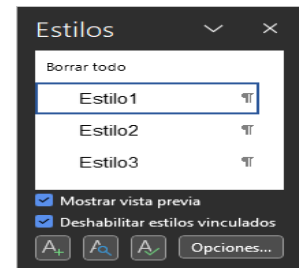 Estilos
Borrar todo
Estilo1 ¶
Estilo2 ¶
Estilo3 ¶
Mostrar vista previa
Deshabilitar estilos vinculados
Opciones...